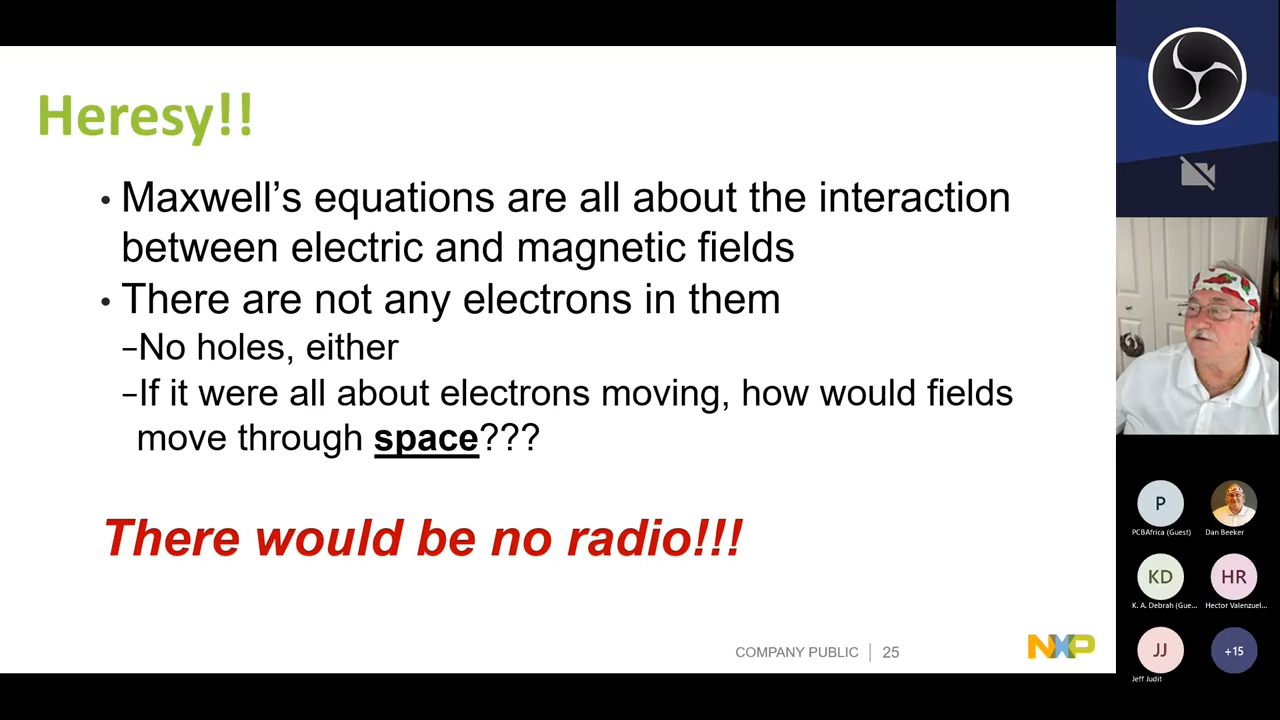 Heresy!!
• Maxwell's equations are all about the interaction
between electric and magnetic fields
• There are not any electrons in them
–No holes, either
–If it were all about electrons moving, how would fields
move through space???
There would be no radio!!!
COMPANY PUBLIC | 25
NXP
P
PCBAfrica (Guest)
Dan Beeker
KD
HR
K. A. Debrah (Gue...
Hector Valenzuel...
JJ
+15
Jeff Judit